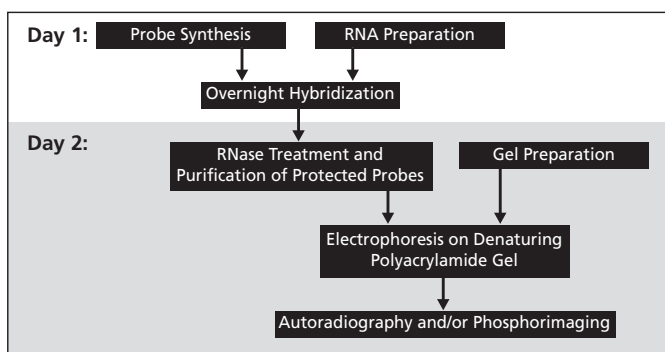 Day 1:
Probe Synthesis
RNA Preparation
Overnight Hybridization
Day 2:
RNase Treatment and
Purification of Protected Probes
Gel Preparation
Electrophoresis on Denaturing
Polyacrylamide Gel
Autoradiography and/or Phosphorimaging